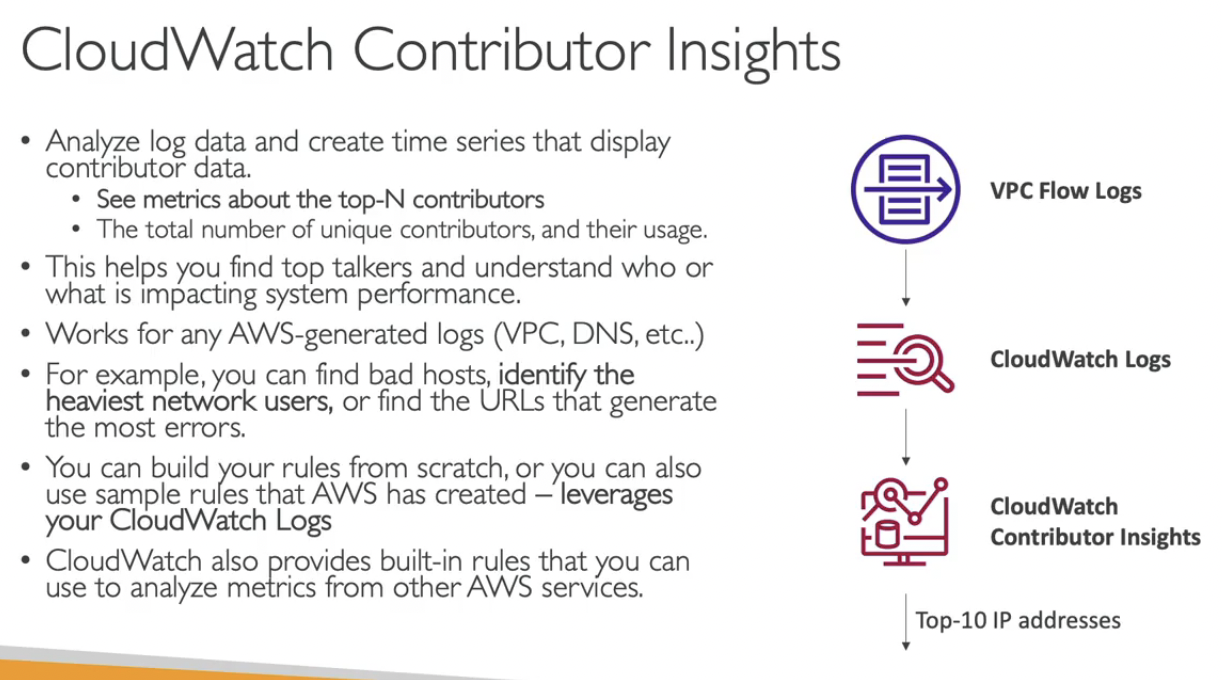 CloudWatch Contributor Insights
• Analyze log data and create time series that display
contributor data.
• See metrics about the top-N contributors
• The total number of unique contributors, and their usage.
• This helps you find top talkers and understand who or
what is impacting system performance.
• Works for any AWS-generated logs (VPC, DNS, etc..)
• For example, you can find bad hosts, identify the
heaviest network users, or find the URLs that generate
the most errors.
• You can build your rules from scratch, or you can also
use sample rules that AWS has created – leverages
your CloudWatch Logs
• CloudWatch also provides built-in rules that you can
use to analyze metrics from other AWS services.
VPC Flow Logs
CloudWatch Logs
CloudWatch
Contributor Insights
Top-10 IP addresses